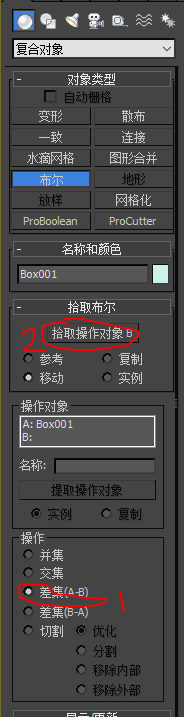 复合对象
对象类型
自动栅格
变形 散布
一致 连接
水滴网格 图形合并
布尔 地形
放样 网格化
ProBoolean ProCutter
名称和颜色
Box001
拾取布尔
2 拾取操作对象 B
参考 复制
移动 实例
操作对象
A: Box001
B:
名称:
提取操作对象
实例 复制
操作
并集
交集
差集(A-B) 1
差集(B-A)
切割 优化
分割
移除内部
移除外部
显示/更新